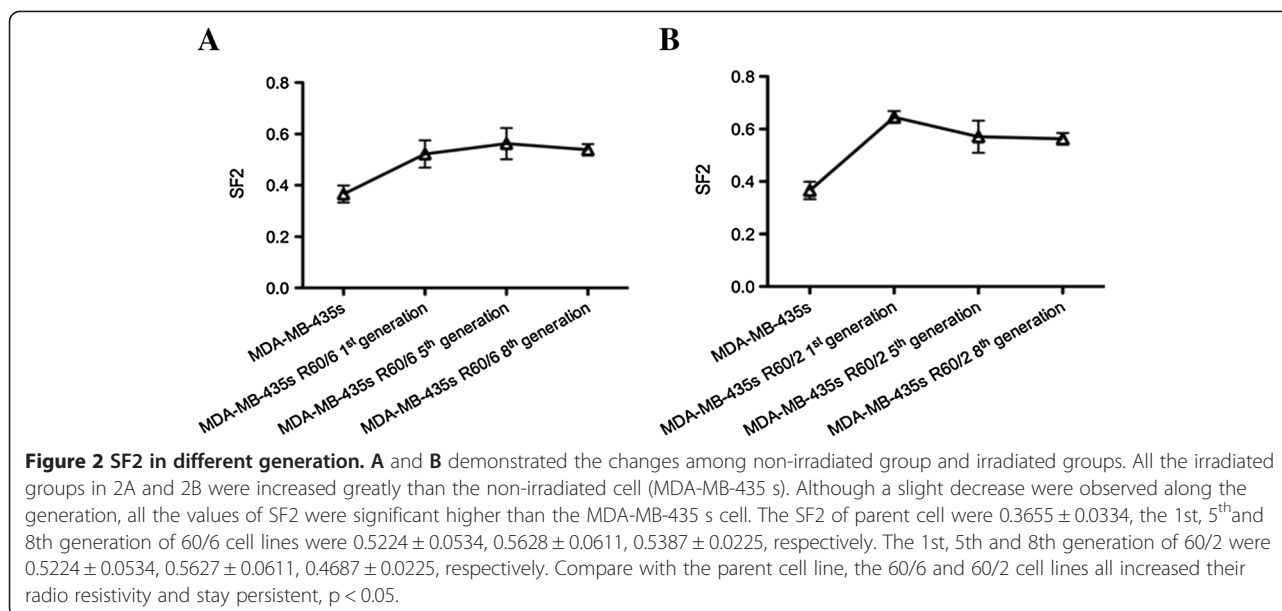 A
B
0.8
0.6
0.4
0.2
0.0
SF2
MDA-MB-435s
MDA-MB-435s R60/6 1st generation
MDA-MB-435s R60/6 5th generation
MDA-MB-435s R60/6 8th generation
0.8
0.6
0.4
0.2
0.0
SF2
MDA-MB-435s
MDA-MB-435s R60/2 1st generation
MDA-MB-435s R60/2 5th generation
MDA-MB-435s R60/2 8th generation
Figure 2 SF2 in different generation. A and B demonstrated the changes among non-irradiated group and irradiated groups. All the irradiated
groups in 2A and 2B were increased greatly than the non-irradiated cell (MDA-MB-435 s). Although a slight decrease were observed along the
generation, all the values of SF2 were significant higher than the MDA-MB-435 s cell. The SF2 of parent cell were 0.3655 ± 0.0334, the 1st, 5th and
8th generation of 60/6 cell lines were 0.5224 ± 0.0534, 0.5628 ± 0.0611, 0.5387 ± 0.0225, respectively. The 1st, 5th and 8th generation of 60/2 were
0.5224 ± 0.0534, 0.5627 ± 0.0611, 0.4687 ± 0.0225, respectively. Compare with the parent cell line, the 60/6 and 60/2 cell lines all increased their
radio resistivity and stay persistent, p < 0.05.